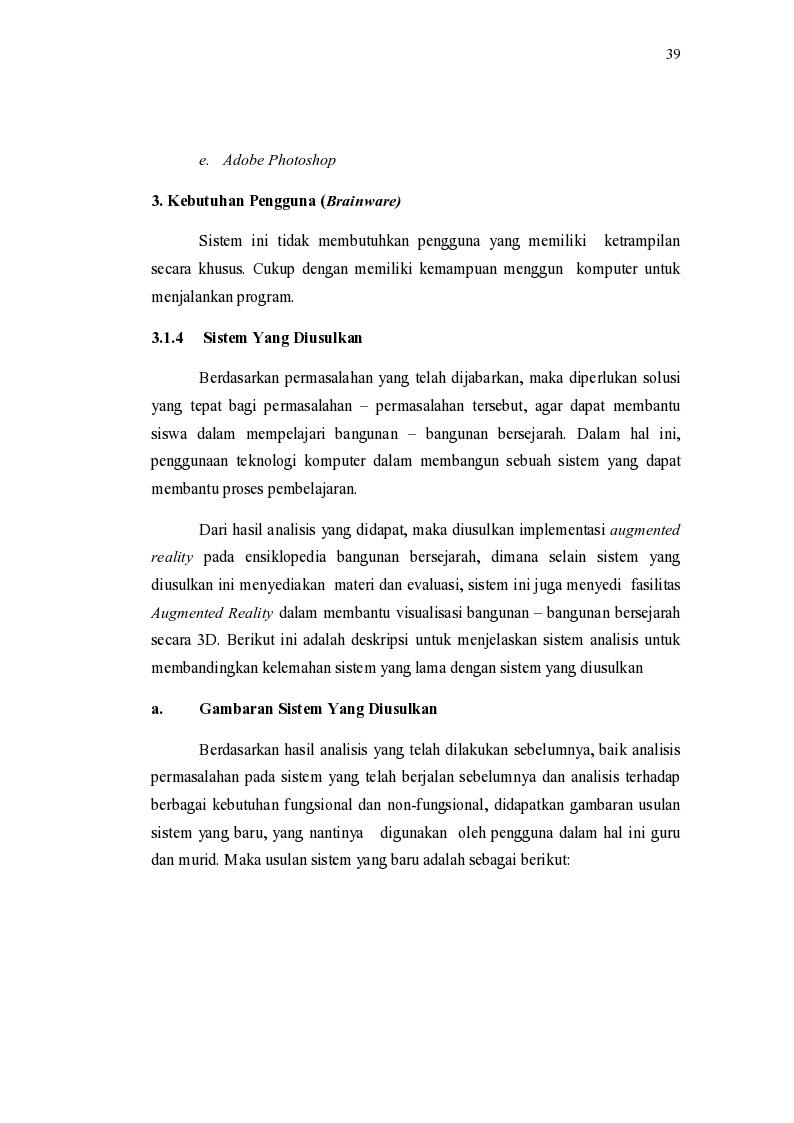 39
e. Adobe Photoshop
3. Kebutuhan Pengguna (Brainware)
Sistem ini tidak membutuhkan pengguna yang memiliki ketrampilan
secara khusus. Cukup dengan memiliki kemampuan menggun komputer untuk
menjalankan program.
3.1.4 Sistem Yang Diusulkan
Berdasarkan permasalahan yang telah dijabarkan, maka diperlukan solusi
yang tepat bagi permasalahan – permasalahan tersebut, agar dapat membantu
siswa dalam mempelajari bangunan – bangunan bersejarah. Dalam hal ini,
penggunaan teknologi komputer dalam membangun sebuah sistem yang dapat
membantu proses pembelajaran.
Dari hasil analisis yang didapat, maka diusulkan implementasi augmented
reality pada ensiklopedia bangunan bersejarah, dimana selain sistem yang
diusulkan ini menyediakan materi dan evaluasi, sistem ini juga menyedi fasilitas
Augmented Reality dalam membantu visualisasi bangunan – bangunan bersejarah
secara 3D. Berikut ini adalah deskripsi untuk menjelaskan sistem analisis untuk
membandingkan kelemahan sistem yang lama dengan sistem yang diusulkan
a. Gambaran Sistem Yang Diusulkan
Berdasarkan hasil analisis yang telah dilakukan sebelumnya, baik analisis
permasalahan pada sistem yang telah berjalan sebelumnya dan analisis terhadap
berbagai kebutuhan fungsional dan non-fungsional, didapatkan gambaran usulan
sistem yang baru, yang nantinya digunakan oleh pengguna dalam hal ini guru
dan murid. Maka usulan sistem yang baru adalah sebagai berikut: